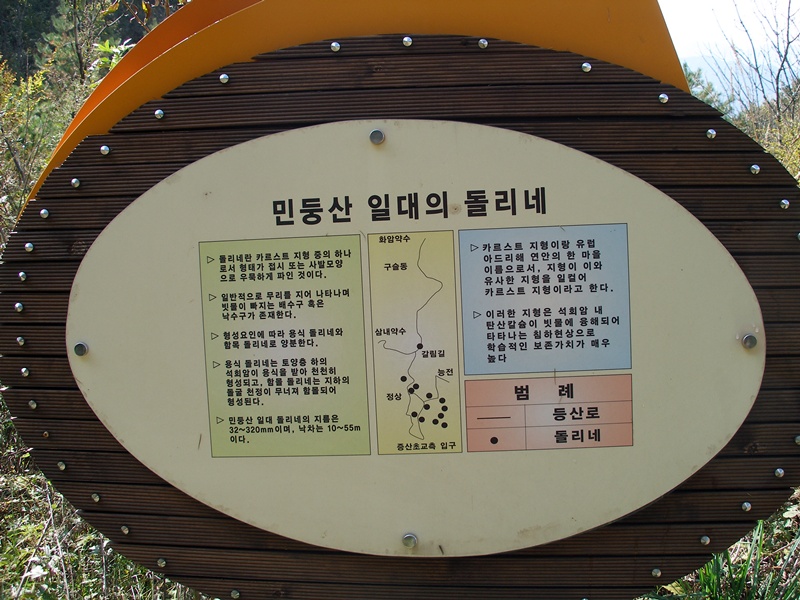 민둥산 일대의 돌리네
▷ 돌리네란 카르스트 지형 중의 하나
로서 형태가 접시 또는 사발모양
으로 우묵하게 파인 것이다.
▷ 일반적으로 무리를 지어 나타나며
빗물이 빠지는 배수구 혹은
낙수구가 존재한다.
▷ 형성요인에 따라 용식 돌리네와
함몰 돌리네로 양분한다.
▷ 용식 돌리네는 토양층 하의
석회암이 용식을 받아 천천히
형성되고, 함몰 돌리네는 지하의
동굴 천정이 무너져 함몰되어
형성된다.
▷ 민둥산 일대 돌리네의 지름은
32~320mm이며, 낙차는 10~55m
이다.
화암약수
구슬동
삼내약수
갈림길
능전
정상
증산초교측 입구
▷ 카르스트 지형이랑 유럽
아드리해 연안의 한 마을
이름으로서, 지형이 이와
유사한 지형을 일컬어
카르스트 지형이라고 한다.
▷ 이러한 지형은 석회암 내
탄산칼슘이 빗물에 용해되어
타타나는 침하현상으로
학습적인 보존가치가 매우
높다
범 례
등산로
돌리네